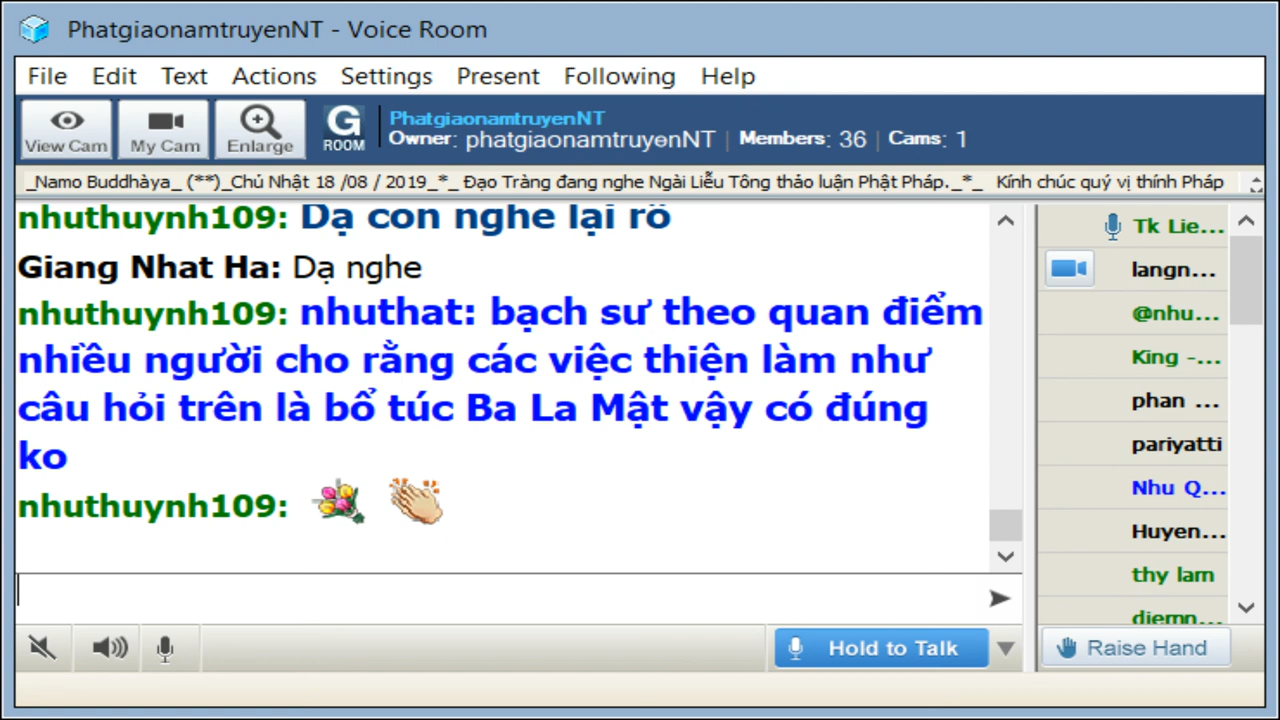 PhatgiaonamtruyenNT - Voice Room
File Edit Text Actions Settings Present Following Help
View Cam My Cam Enlarge G ROOM
PhatgiaonamtruyenNT
Owner: phatgiaonamtruyenNT | Members: 36 | Cams: 1
_Namo Buddhàya_ (**)_Chủ Nhật 18 /08 / 2019_*_ Đạo Tràng đang nghe Ngài Liễu Tông thảo luận Phật Pháp._*_ Kính chúc quý vị thính Pháp
nhuthuynh109: Dạ con nghe lại rõ
Giang Nhat Ha: Dạ nghe
nhuthuynh109: nhuthat: bạch sư theo quan điểm
nhiều người cho rằng các việc thiện làm như
câu hỏi trên là bổ túc Ba La Mật vậy có đúng
ko
nhuthuynh109:
Tk Lie...
langn...
@nhu...
King -...
phan ...
pariyatti
Nhu Q...
Huyen...
thy lam
diemn...
Hold to Talk
Raise Hand